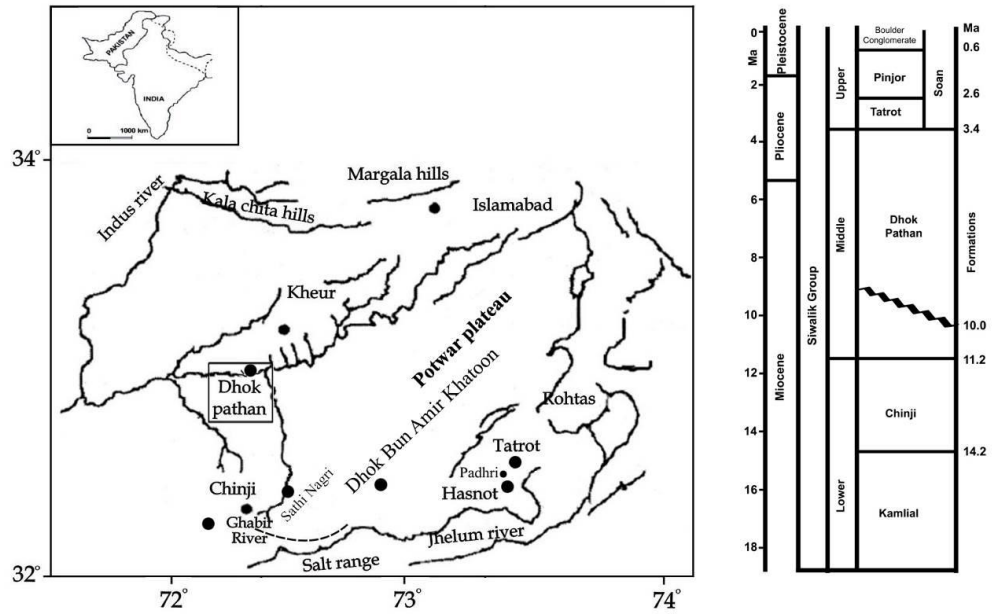 PAKISTAN
INDIA
0 1000 km
34°
Indus river
Kala chita hills
Margala hills
Islamabad
Kheur
Potwar plateau
Dhok
pathan
Dhok Bun Amir Khatoon
Rohtas
Tatrot
Padhri
Hasnot
Chinji
Sathi Nagri
Ghabir
River
Jhelum river
Salt range
32°
72° 73° 74°
Ma
0
2
4
6
8
10
12
14
16
18
Pleistocene
Pliocene
Miocene
Siwalik Group
Upper
Middle
Lower
Boulder
Conglomerate
Pinjor
Tatrot
Soan
Dhok
Pathan
Chinji
Kamlial
Ma
0.6
2.6
3.4
Formations
10.0
11.2
14.2